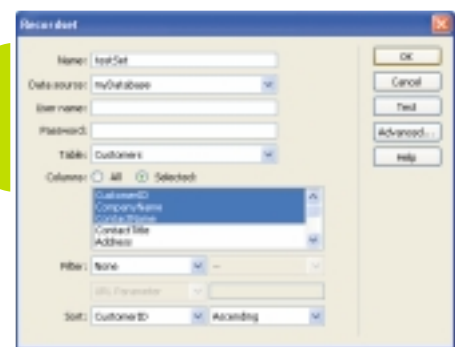 Recordset
Name: testSet
OK
Data source: myDatabase
Cancel
User name:
Test
Password:
Advanced...
Table: Customers
Help
Columns: All Selected:
CustomerID
CompanyName
ContactName
ContactTitle
Address
Filter: None
URL Parameter
Sort: CustomerID Ascending